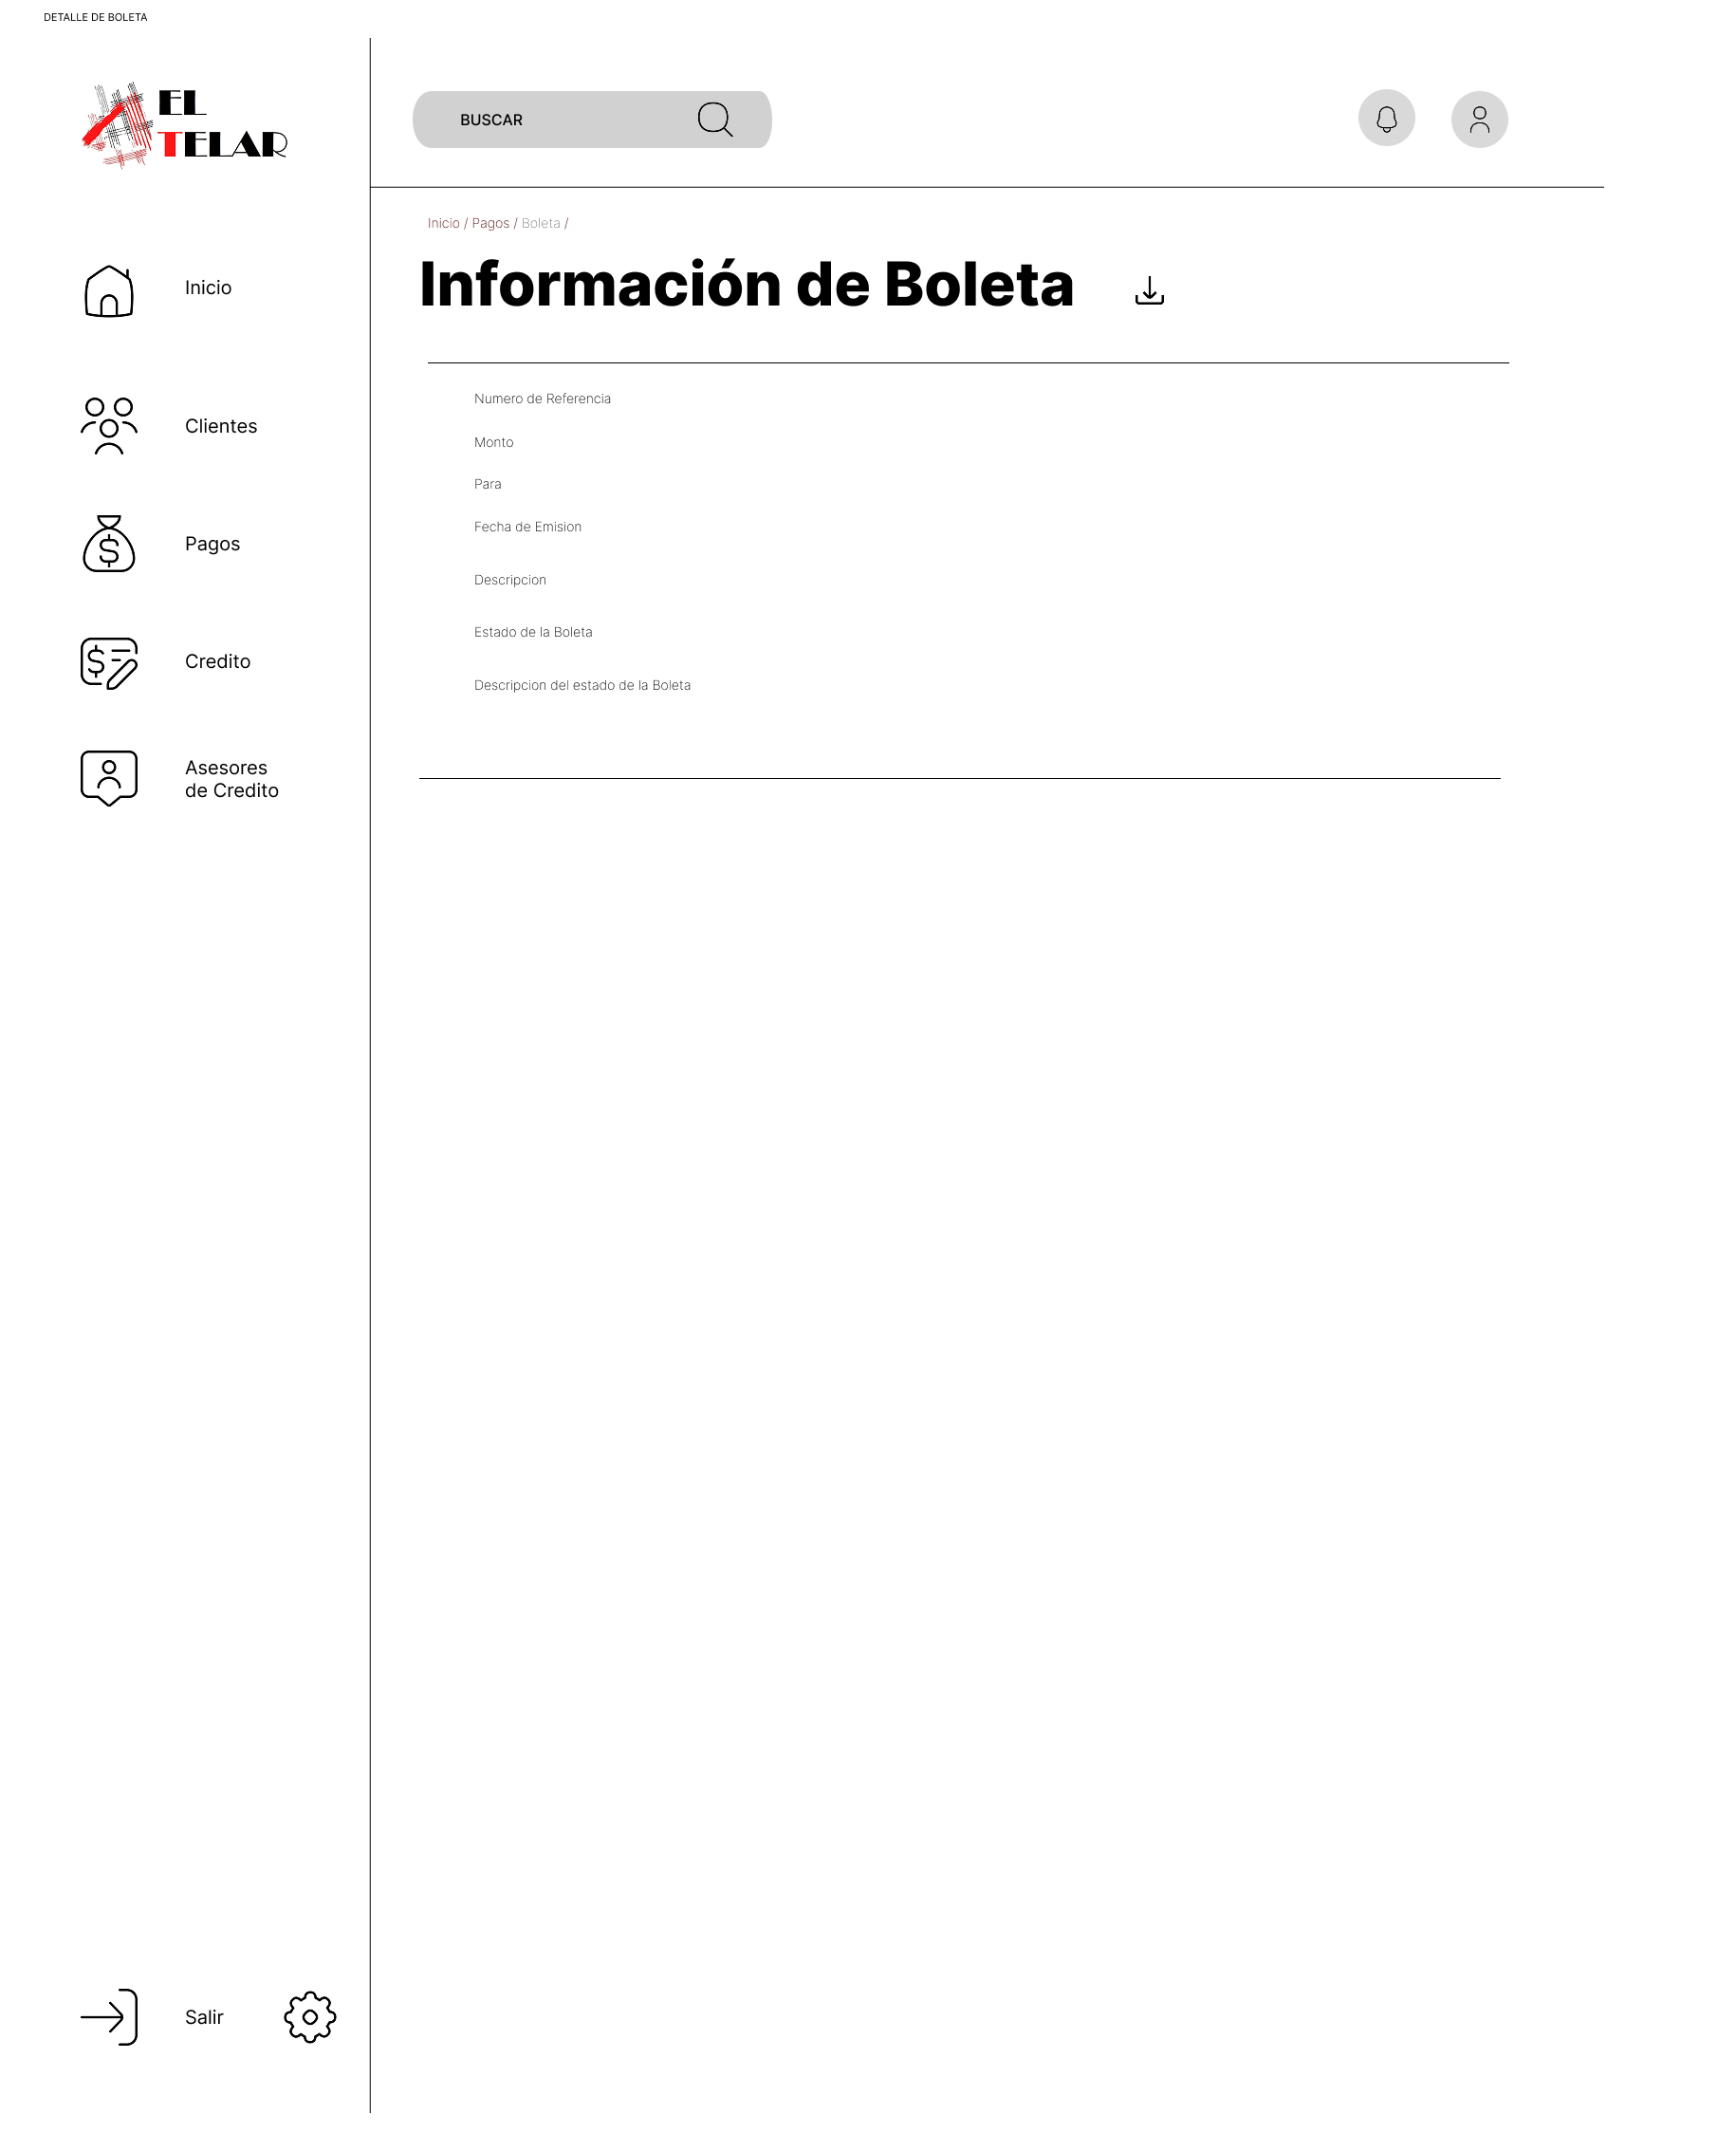 DETALLE DE BOLETA
EL
TELAR
BUSCAR
Inicio / Pagos / Boleta /
Información de Boleta
Inicio
Clientes
Pagos
Credito
Asesores
de Credito
Numero de Referencia
Monto
Para
Fecha de Emision
Descripcion
Estado de la Boleta
Descripcion del estado de la Boleta
Salir